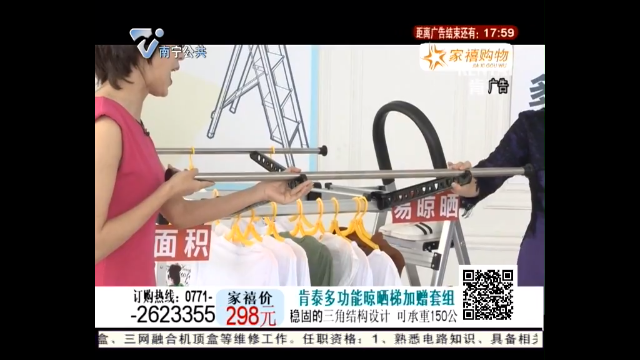 南宁公共
距离广告结束还有：17:59
家禧购物
广告
面积
易晾晒
订购热线：0771-
-2623355
家禧价
298元
肯泰多功能晾晒梯加赠套组
稳固的三角结构设计 可承重150公
盒、三网融合机顶盒等维修工作。任职资格：1、熟悉电路知识、具备相关